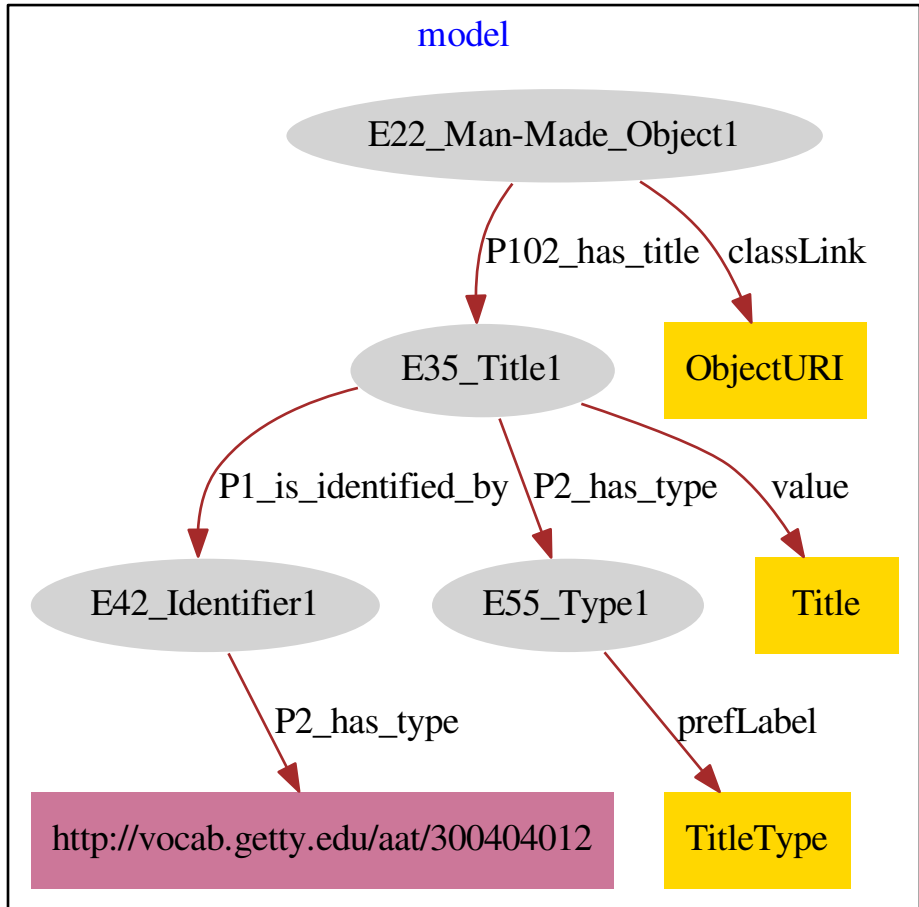 model
E22_Man-Made_Object1
P102_has_title
classLink
E35_Title1
ObjectURI
P1_is_identified_by
P2_has_type
value
E42_Identifier1
E55_Type1
Title
P2_has_type
prefLabel
http://vocab.getty.edu/aat/300404012
TitleType